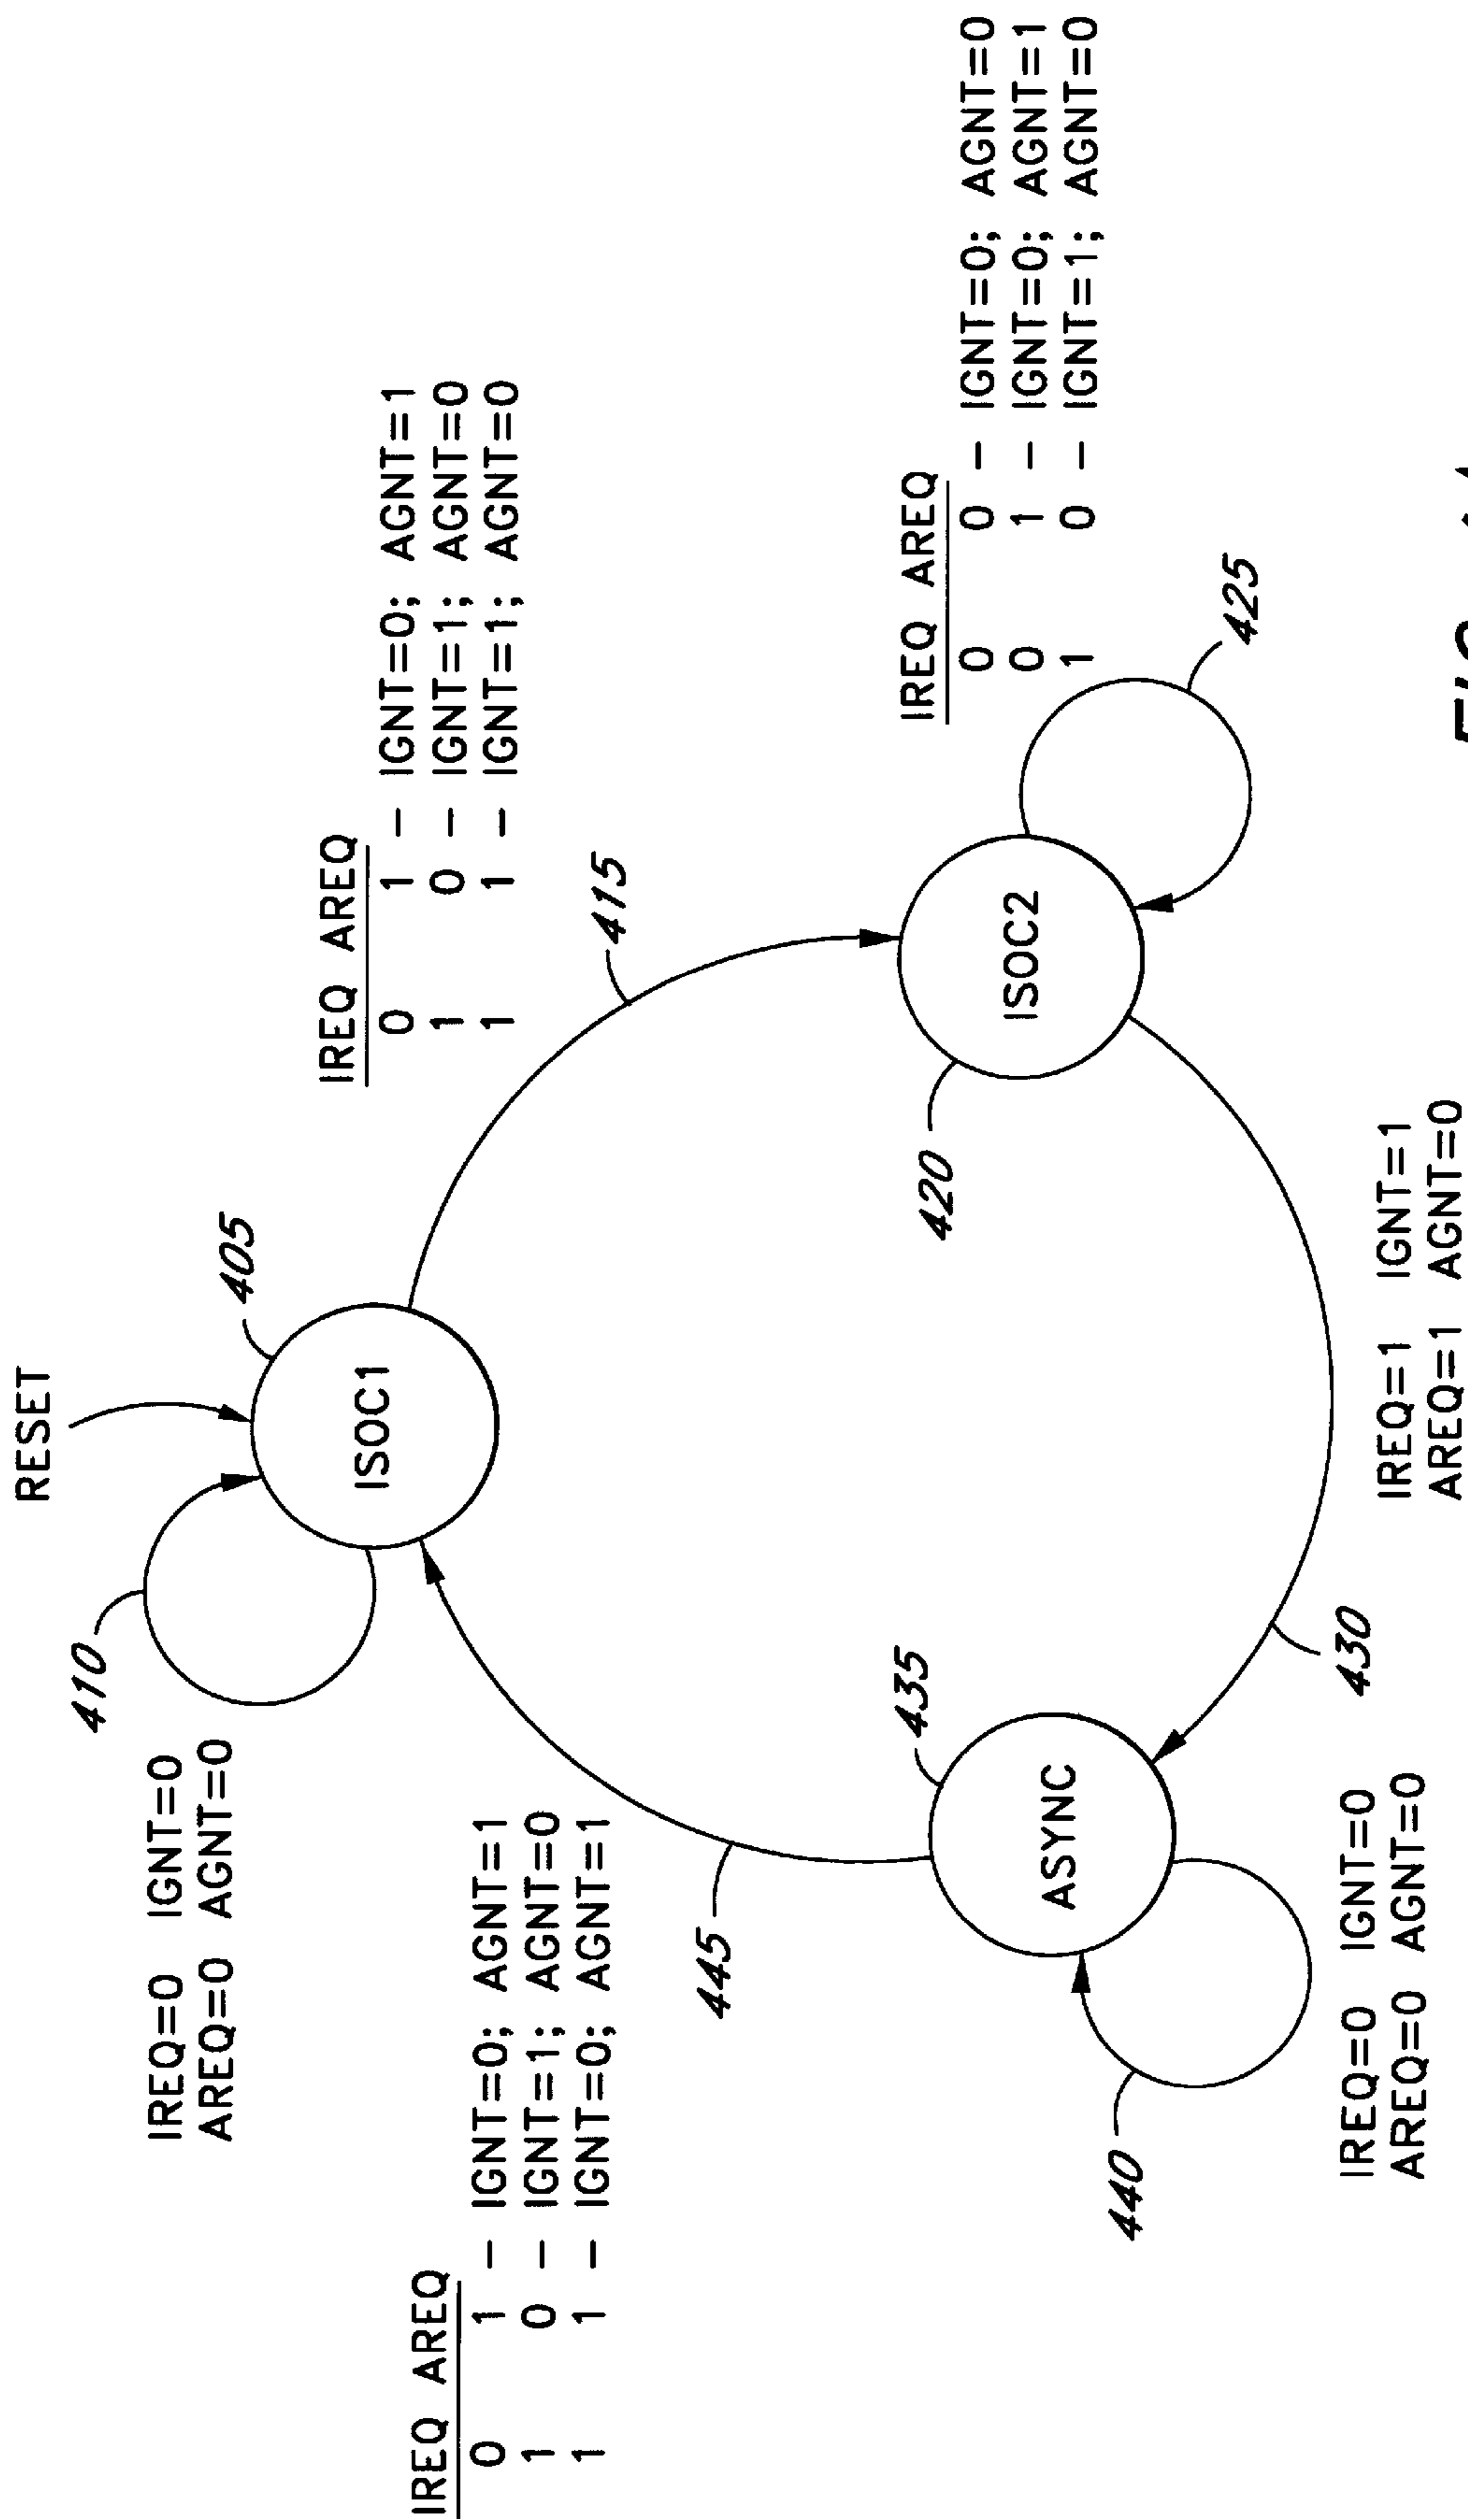 RESET
405
ISOC1
410
IREQ=0 IGNT=0
AREQ=0 AGNT=0
IREQ AREQ
0 1 – IGNT=0; AGNT=1
1 0 – IGNT=1; AGNT=0
1 1 – IGNT=1; AGNT=0
415
IREQ AREQ
0 1 – IGNT=0; AGNT=1
1 0 – IGNT=1; AGNT=0
1 1 – IGNT=0; AGNT=1
445
435
ASYNC
440
IREQ=0 IGNT=0
AREQ=0 AGNT=0
420
ISOC2
IREQ AREQ
0 0 – IGNT=0; AGNT=0
0 1 – IGNT=0; AGNT=1
1 0 – IGNT=1; AGNT=0
425
430
IREQ=1 IGNT=1
AREQ=1 AGNT=0